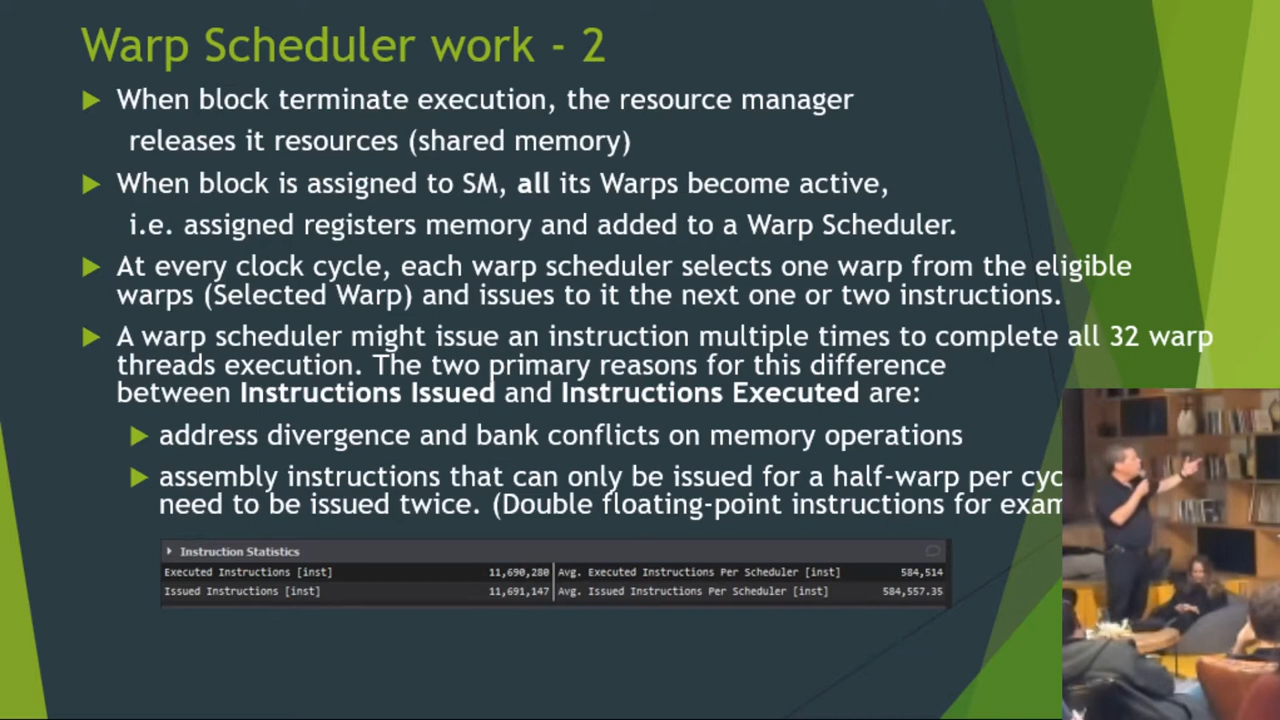 Warp Scheduler work - 2
When block terminate execution, the resource manager
releases it resources (shared memory)
When block is assigned to SM, all its Warps become active,
i.e. assigned registers memory and added to a Warp Scheduler.
At every clock cycle, each warp scheduler selects one warp from the eligible
warps (Selected Warp) and issues to it the next one or two instructions.
A warp scheduler might issue an instruction multiple times to complete all 32 warp
threads execution. The two primary reasons for this difference
between Instructions Issued and Instructions Executed are:
address divergence and bank conflicts on memory operations
assembly instructions that can only be issued for a half-warp per cyc
need to be issued twice. (Double floating-point instructions for exam
Instruction Statistics
Executed Instructions [inst] 11,690,280 Avg. Executed Instructions Per Scheduler [inst] 584,514
Issued Instructions [inst] 11,691,147 Avg. Issued Instructions Per Scheduler [inst] 584,557.35